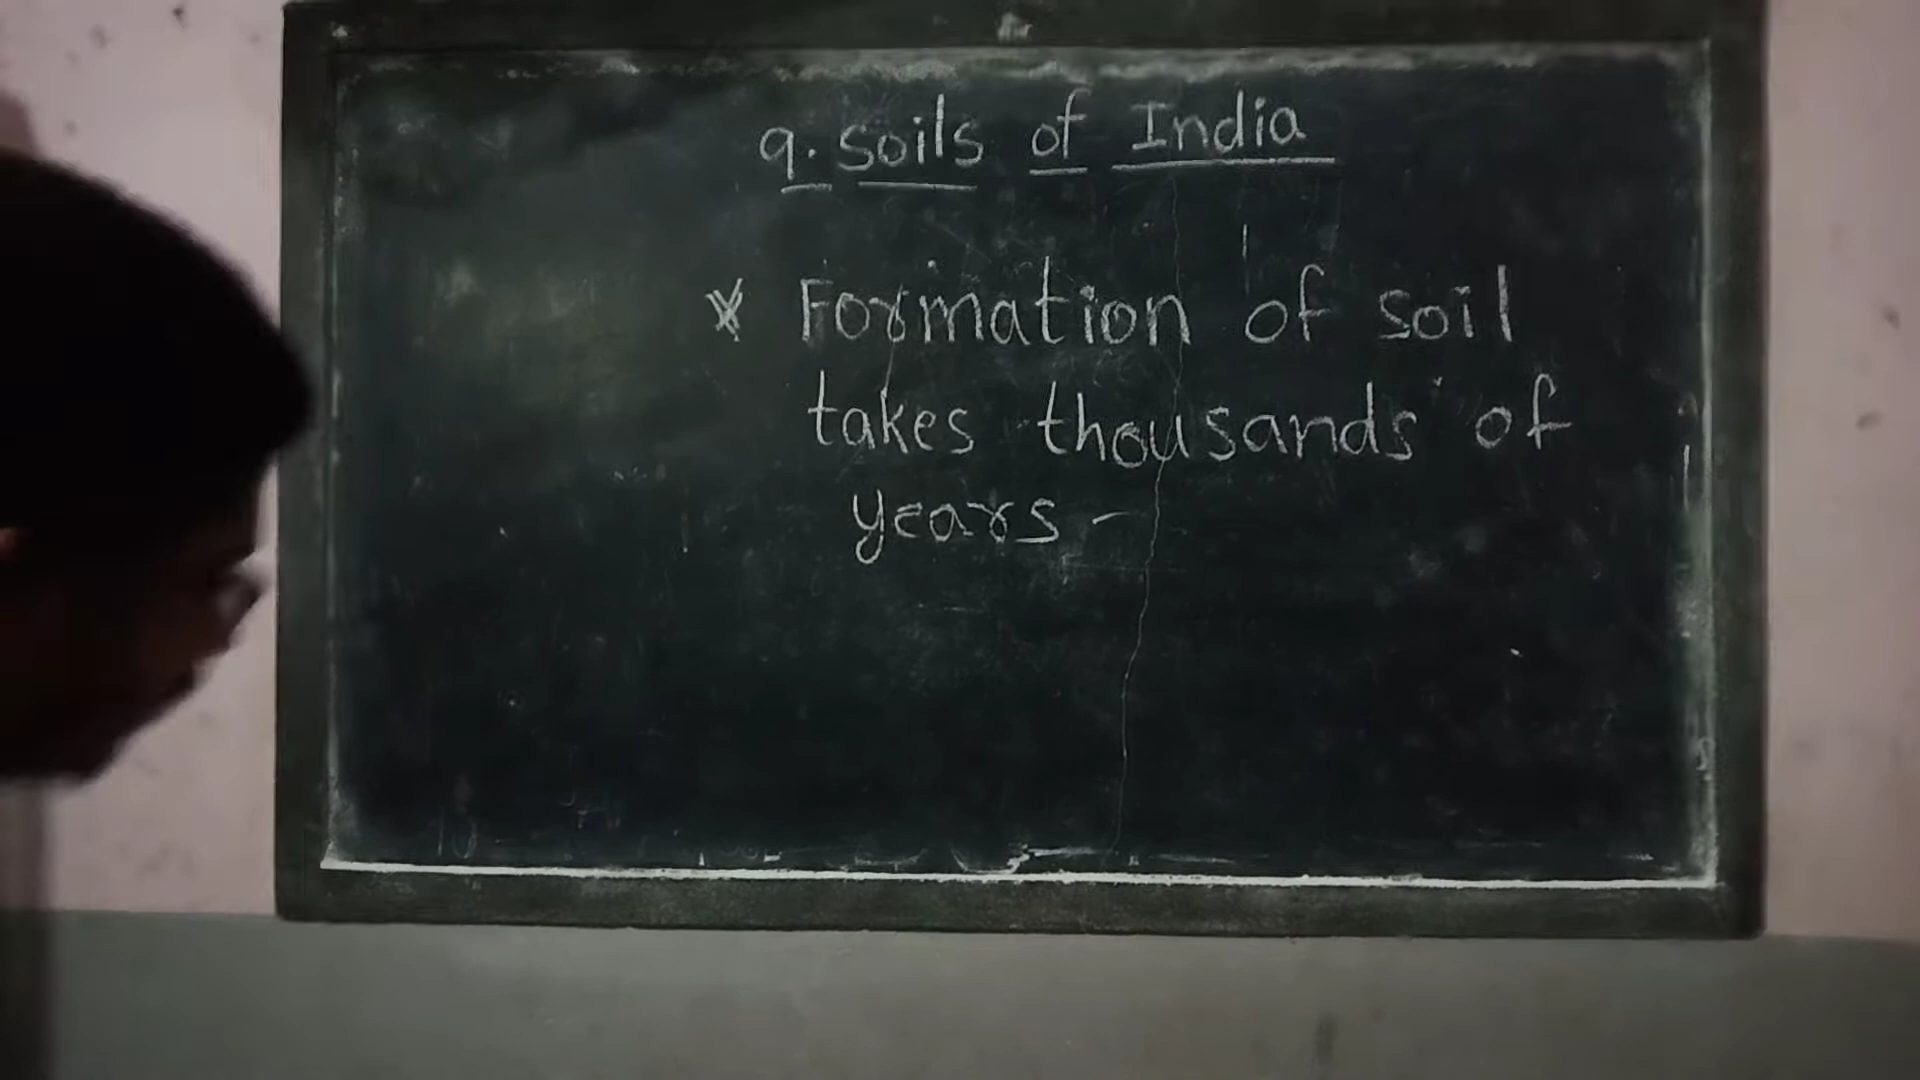 9. Soils of India
* Formation of soil
takes thousands of
years -